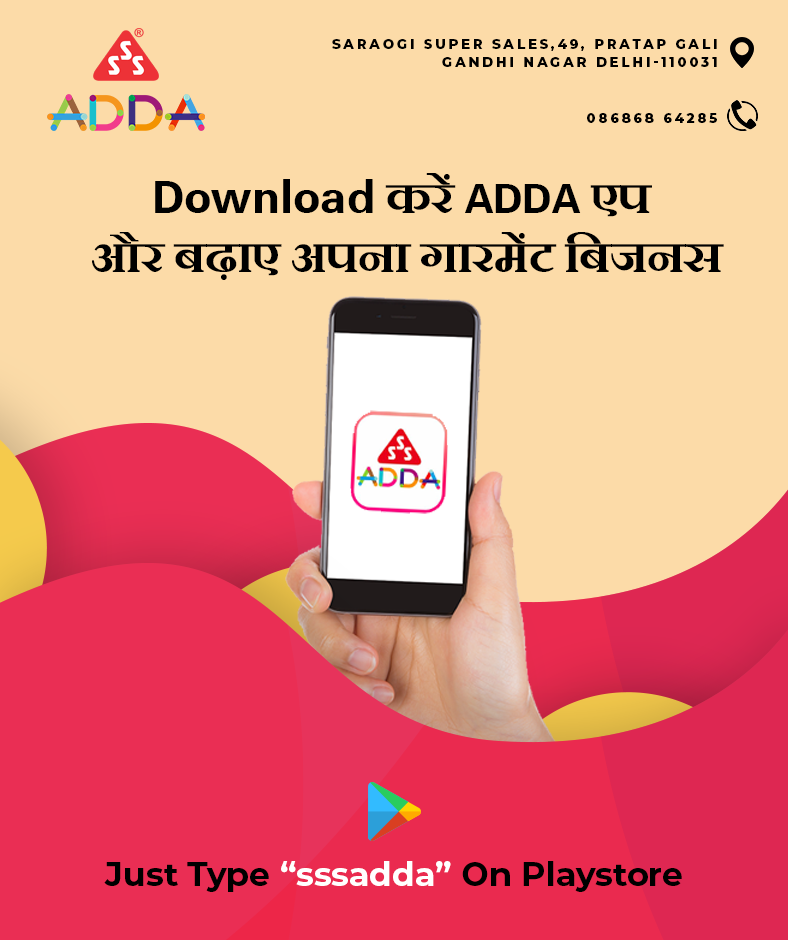 SSS®
ADDA
SARAOGI SUPER SALES,49, PRATAP GALI
GANDHI NAGAR DELHI-110031
086868 64285
Download करें ADDA एप
और बढ़ाए अपना गारमेंट बिजनस
SSS
ADDA
Just Type “sssadda” On Playstore